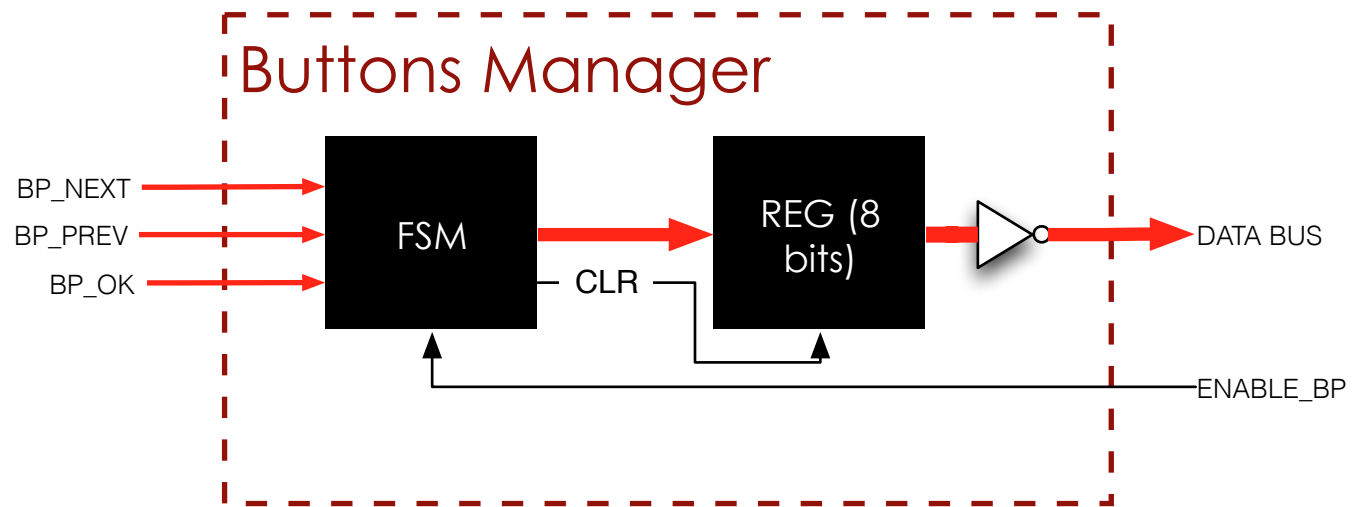 Buttons Manager
BP_NEXT
BP_PREV
BP_OK
FSM
CLR
REG (8
bits)
DATA BUS
ENABLE_BP